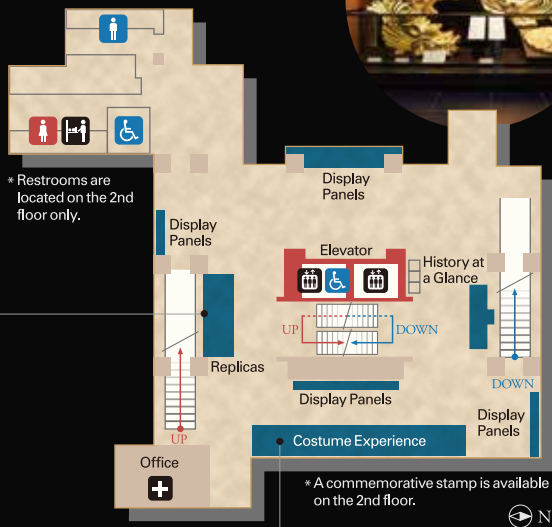 * Restrooms are
located on the 2nd
floor only.
Display
Panels
Display
Panels
Elevator
History at
a Glance
UP
DOWN
Replicas
Display Panels
DOWN
UP
Costume Experience
Display
Panels
Office
* A commemorative stamp is available
on the 2nd floor.
N